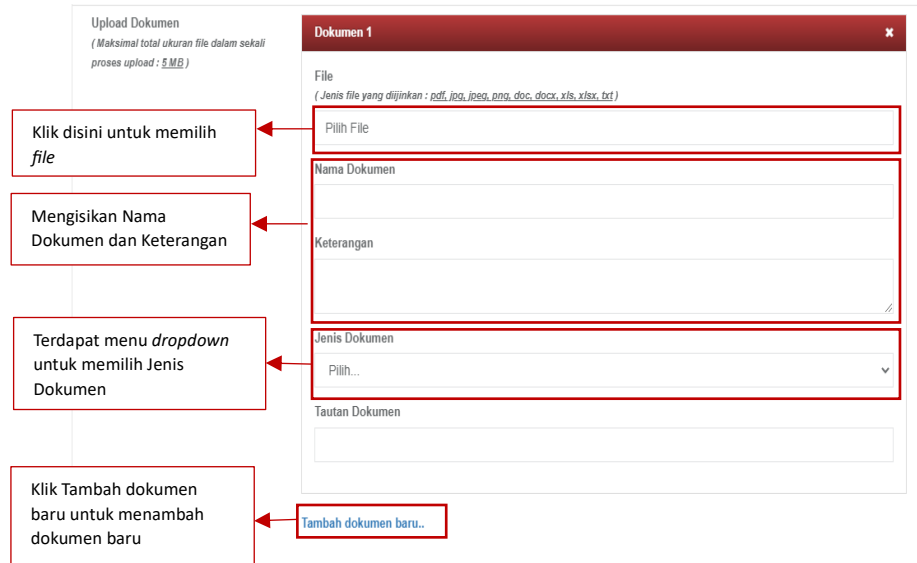 Upload Dokumen
( Maksimal total ukuran file dalam sekali
proses upload : 5 MB )
Dokumen 1
File
( Jenis file yang diijinkan : pdf, jpg, jpeg, png, doc, docx, xls, xlsx, txt )
Klik disini untuk memilih
file
Pilih File
Nama Dokumen
Mengisikan Nama
Dokumen dan Keterangan
Keterangan
Terdapat menu dropdown
untuk memilih Jenis
Dokumen
Jenis Dokumen
Pilih...
Tautan Dokumen
Klik Tambah dokumen
baru untuk menambah
dokumen baru
Tambah dokumen baru..